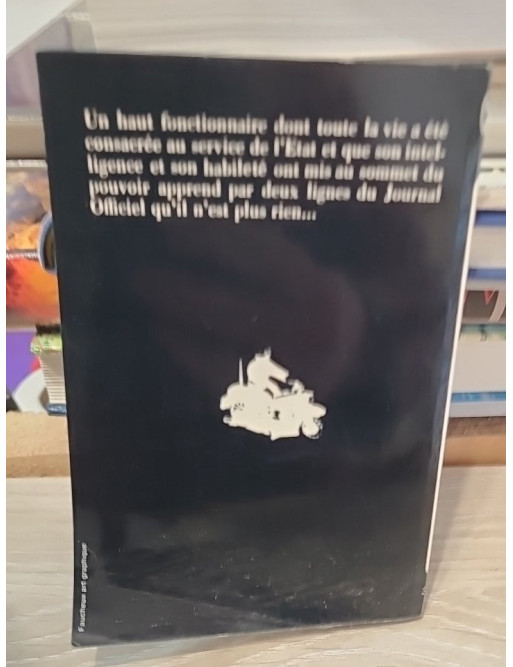 Un haut fonctionnaire dont toute la vie a été
consacrée au service de l'Etat et que son intel-
ligence et son habileté ont mis au sommet du
pouvoir apprend par deux lignes du Journal
Officiel qu'il n'est plus rien...
art graphique